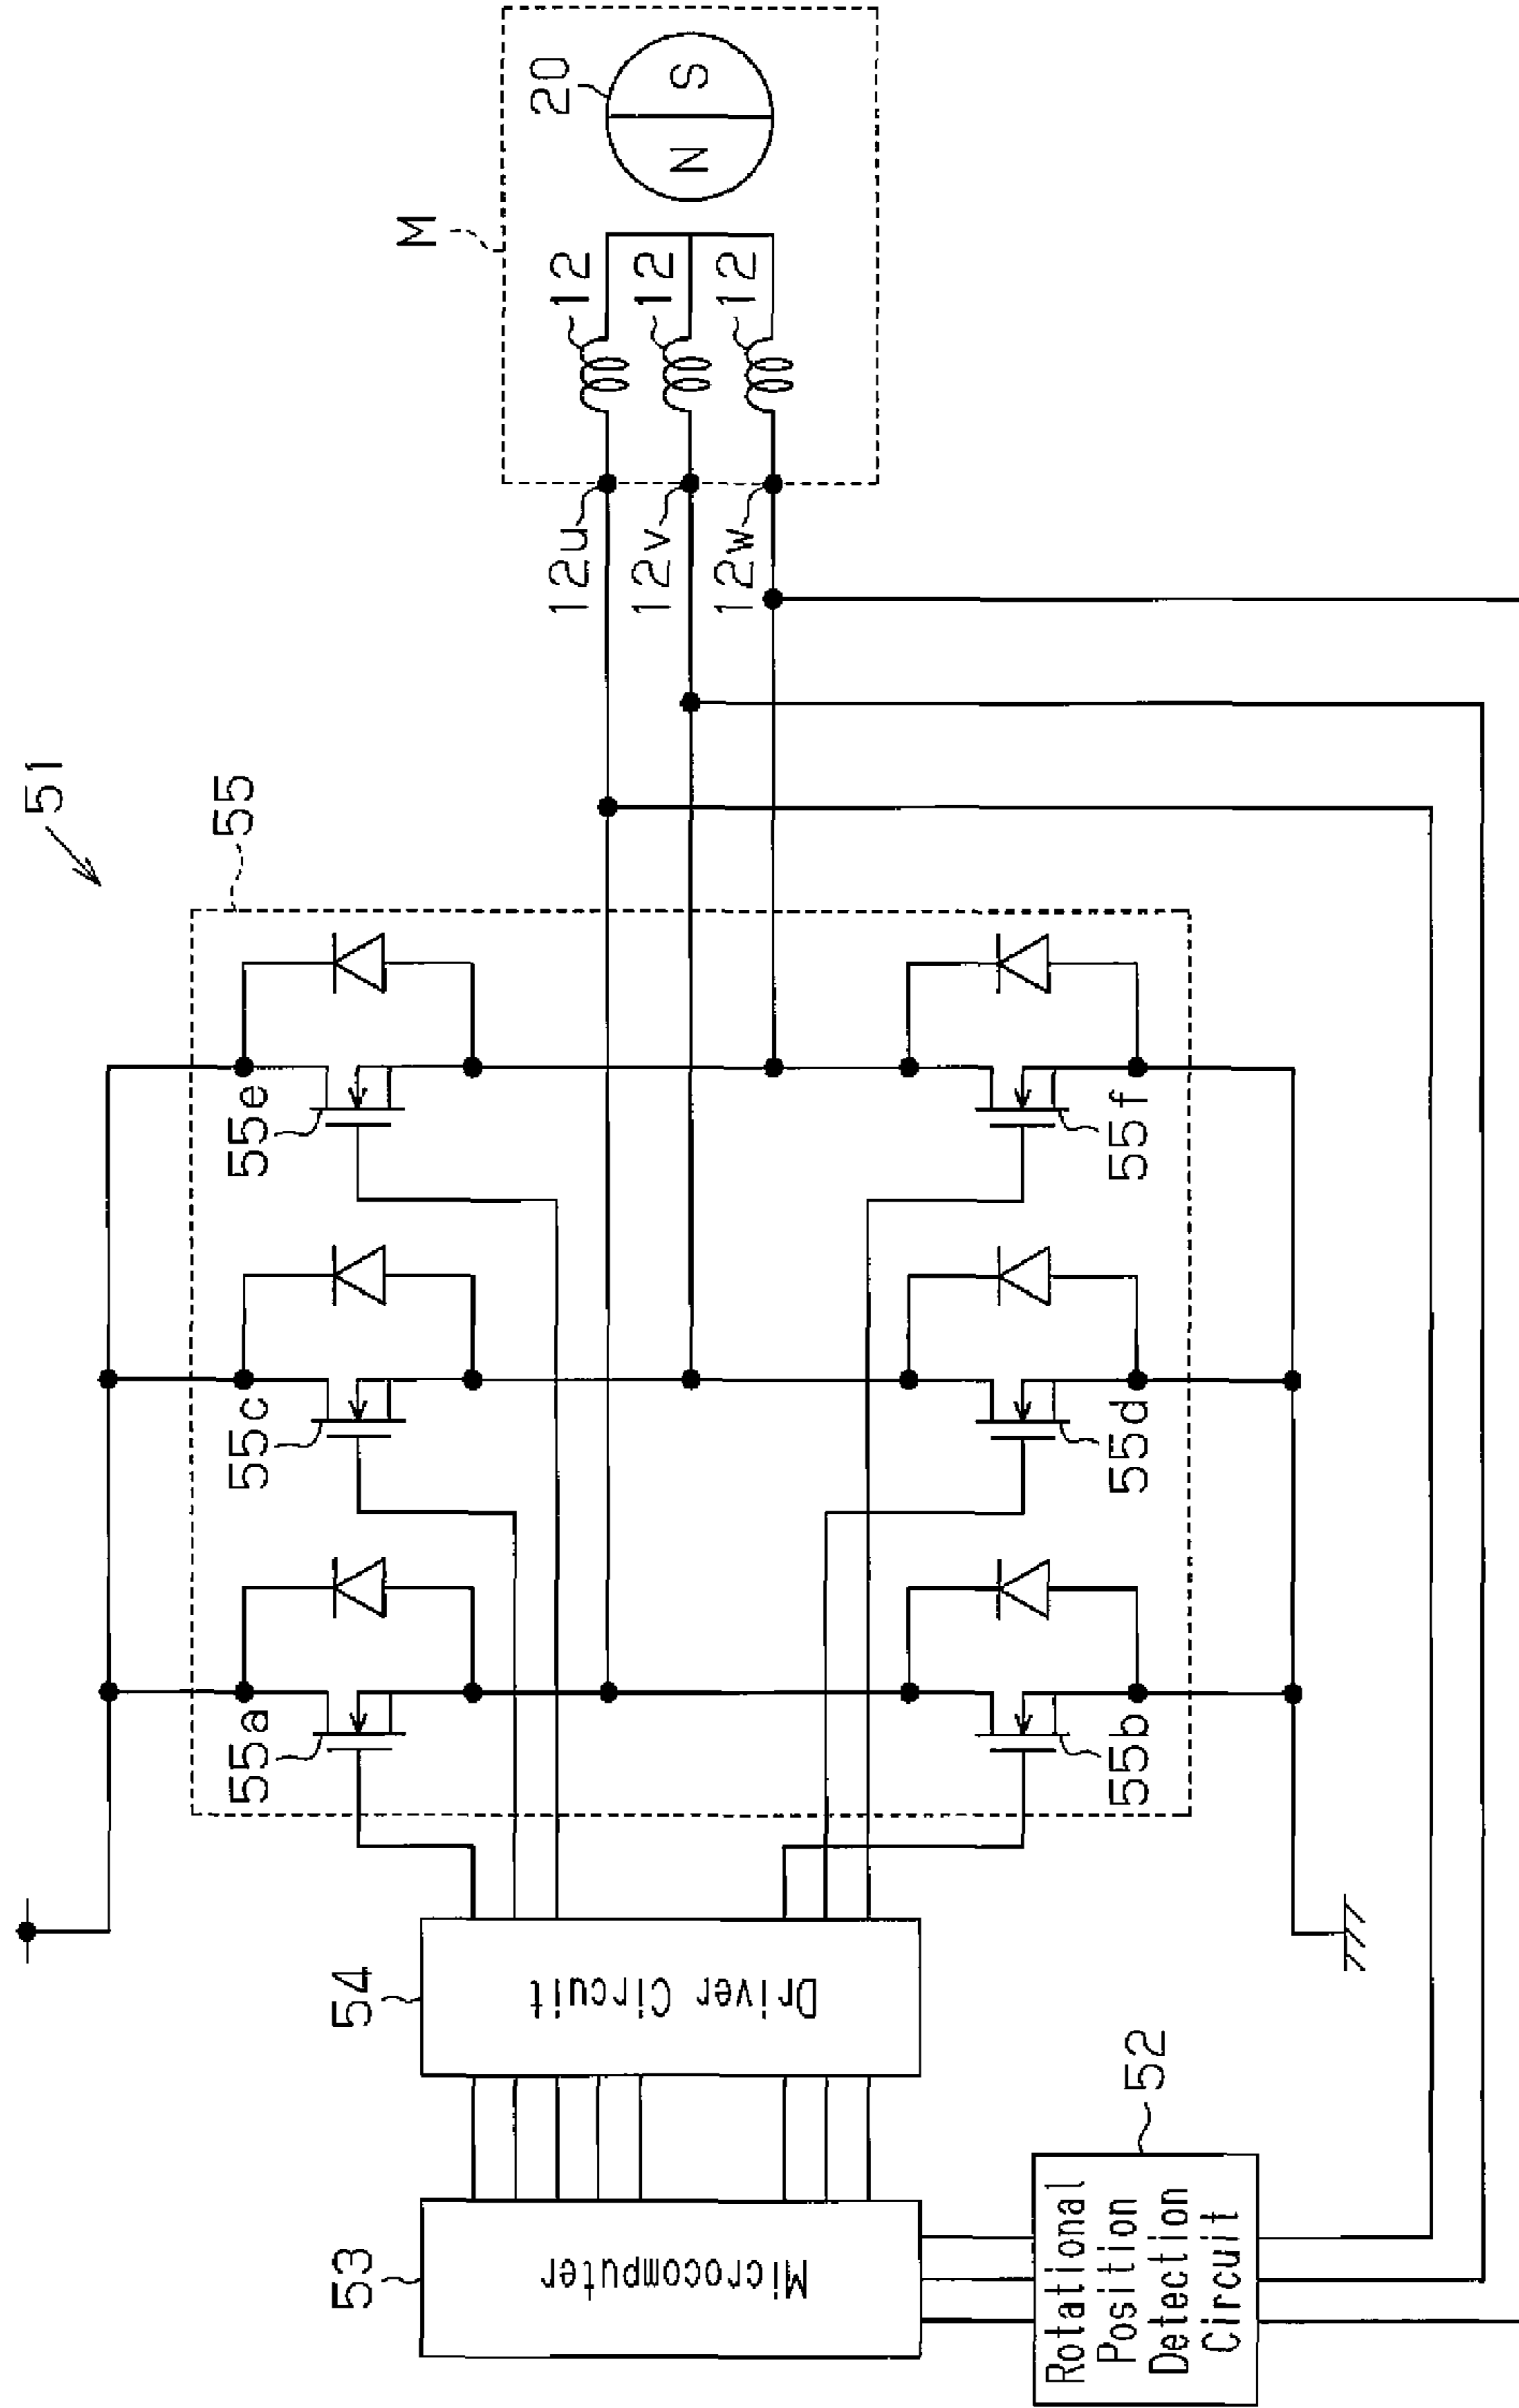 51
55
M
20
N S
12
12
12
12u
12v
12w
55a
55c
55e
55b
55d
55f
54
Driver Circuit
53
Microcomputer
52
Rotational
Position
Detection
Circuit